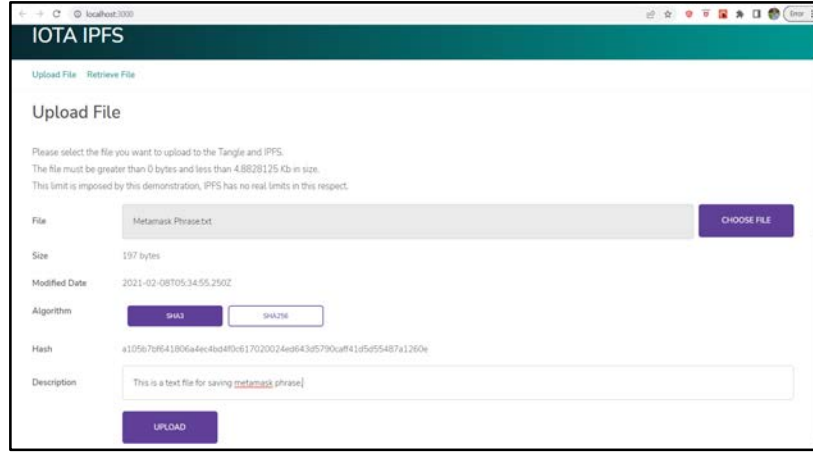 localhost:3000
Error
IOTA IPFS
Upload File Retrieve File
Upload File
Please select the file you want to upload to the Tangle and IPFS.
The file must be greater than 0 bytes and less than 4.8828125 Kb in size.
This limit is imposed by this demonstration, IPFS has no real limits in this respect.
File Metamask Phrase.txt CHOOSE FILE
Size 197 bytes
Modified Date 2021-02-08T05:34:55.250Z
Algorithm SHA3 SHA256
Hash
Description This is a text file for saving metamask phrase
UPLOAD